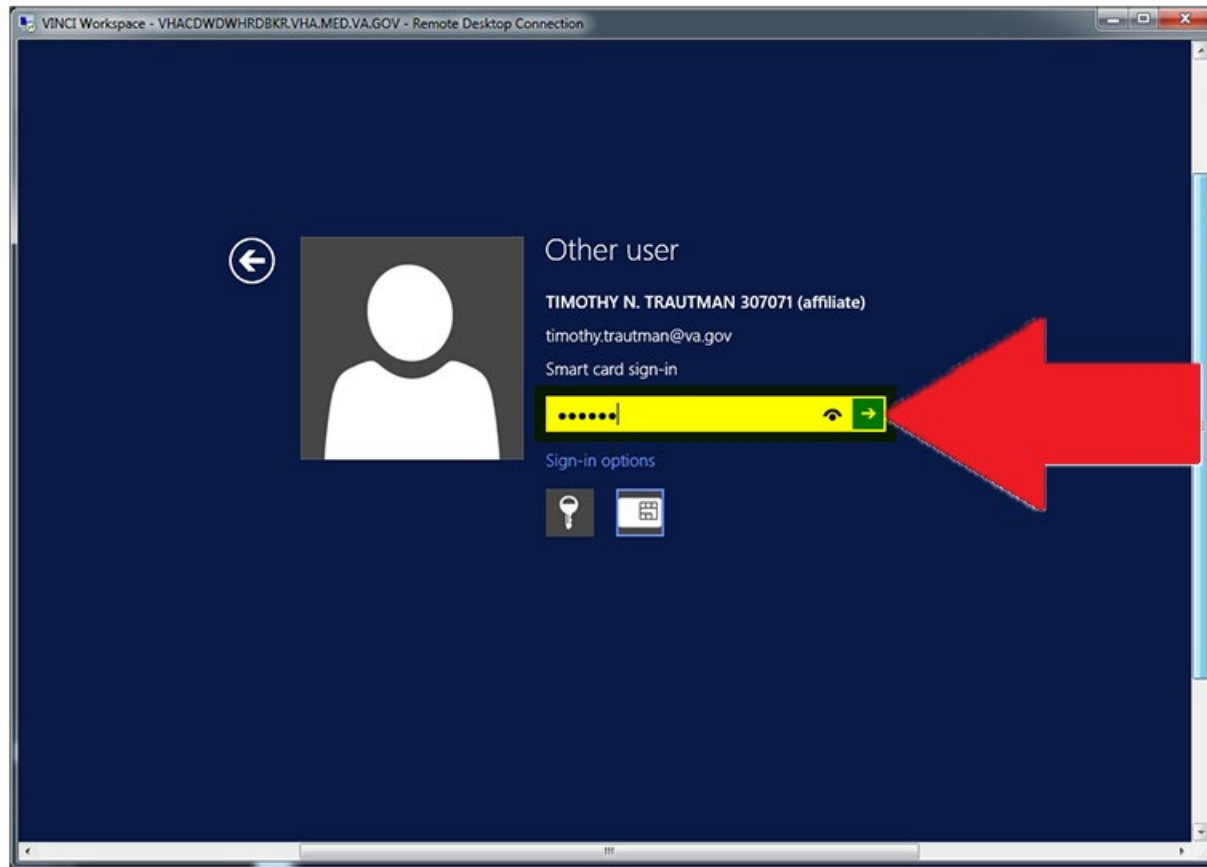 VINCI Workspace - VHACDWDWHRDBKR.VHA.MED.VA.GOV - Remote Desktop Connection
Other user
TIMOTHY N. TRAUTMAN 307071 (affiliate)
timothy.trautman@va.gov
Smart card sign-in
••••••
Sign-in options